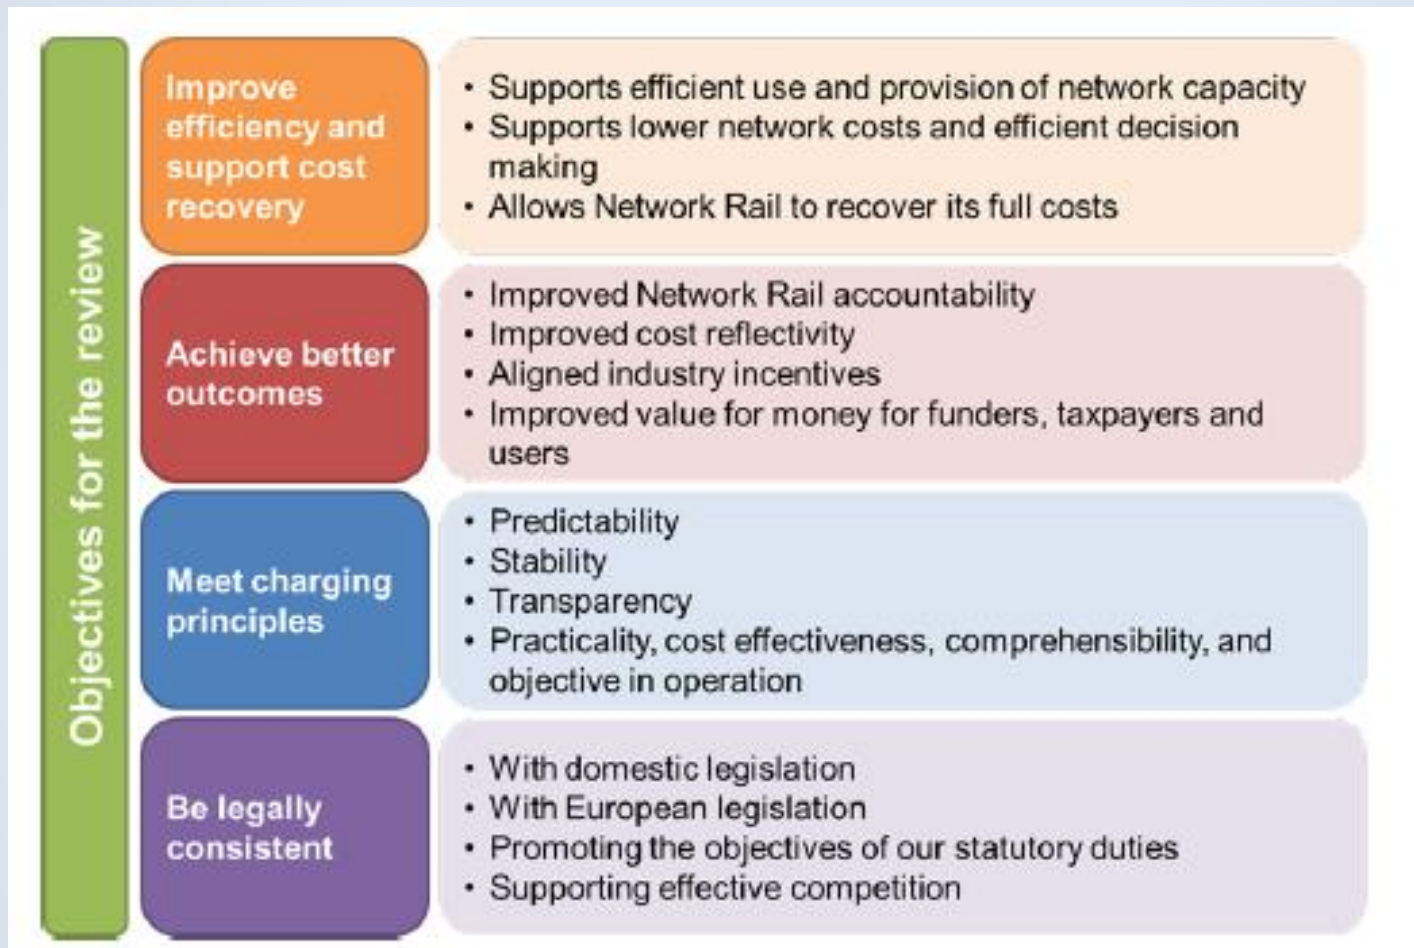 Objectives for the review
Improve
efficiency and
support cost
recovery
• Supports efficient use and provision of network capacity
• Supports lower network costs and efficient decision
making
• Allows Network Rail to recover its full costs
Achieve better
outcomes
• Improved Network Rail accountability
• Improved cost reflectivity
• Aligned industry incentives
• Improved value for money for funders, taxpayers and
users
Meet charging
principles
• Predictability
• Stability
• Transparency
• Practicality, cost effectiveness, comprehensibility, and
objective in operation
Be legally
consistent
• With domestic legislation
• With European legislation
• Promoting the objectives of our statutory duties
• Supporting effective competition